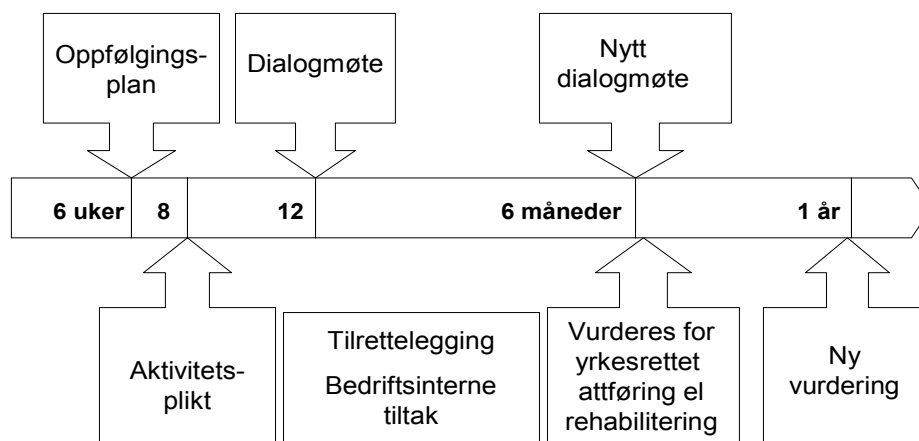 Oppfølgings-
plan
Dialogmøte
Nytt
dialogmøte
6 uker
8
12
6 måneder
1 år
Aktivitets-
plikt
Tilrettelegging
Bedriftsinterne
tiltak
Vurderes for
yrkesrettet
attføring el
rehabilitering
Ny
vurdering